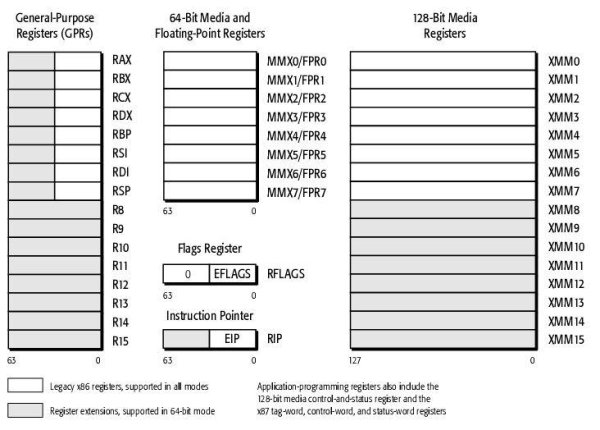 General-Purpose
Registers (GPRs)
64-Bit Media and
Floating-Point Registers
128-Bit Media
Registers
RAX
RBX
RCX
RDX
RBP
RSI
RDI
RSP
R8
R9
R10
R11
R12
R13
R14
R15
63 0
MMX0/FPR0
MMX1/FPR1
MMX2/FPR2
MMX3/FPR3
MMX4/FPR4
MMX5/FPR5
MMX6/FPR6
MMX7/FPR7
63 0
Flags Register
0 EFLAGS RFLAGS
63 0
Instruction Pointer
EIP RIP
63 0
XMM0
XMM1
XMM2
XMM3
XMM4
XMM5
XMM6
XMM7
XMM8
XMM9
XMM10
XMM11
XMM12
XMM13
XMM14
XMM15
127 0
Legacy x86 registers, supported in all modes
Register extensions, supported in 64-bit mode
Application-programming registers also include the
128-bit media control-and-status register and the
x87 tag-word, control-word, and status-word registers